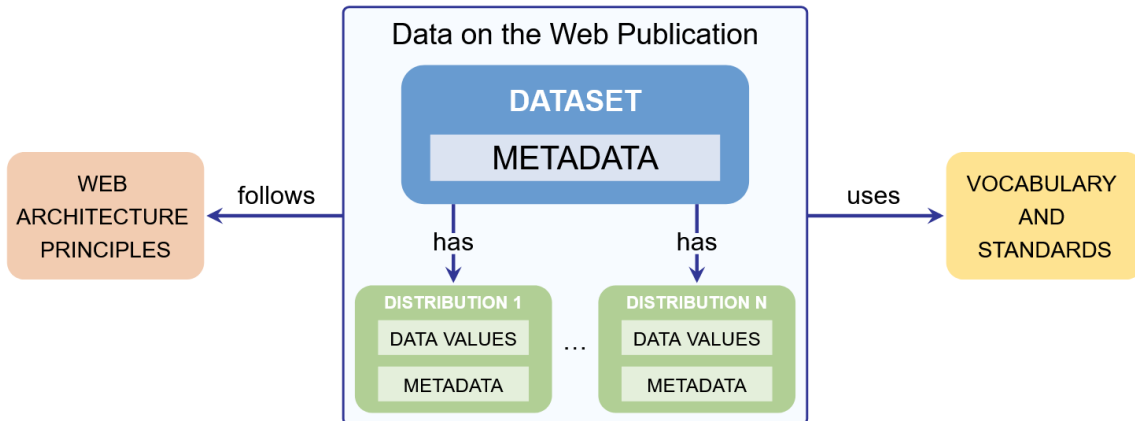 Data on the Web Publication
DATASET
METADATA
WEB
ARCHITECTURE
PRINCIPLES
follows
uses
VOCABULARY
AND
STANDARDS
has
has
DISTRIBUTION 1
DATA VALUES
METADATA
...
DISTRIBUTION N
DATA VALUES
METADATA